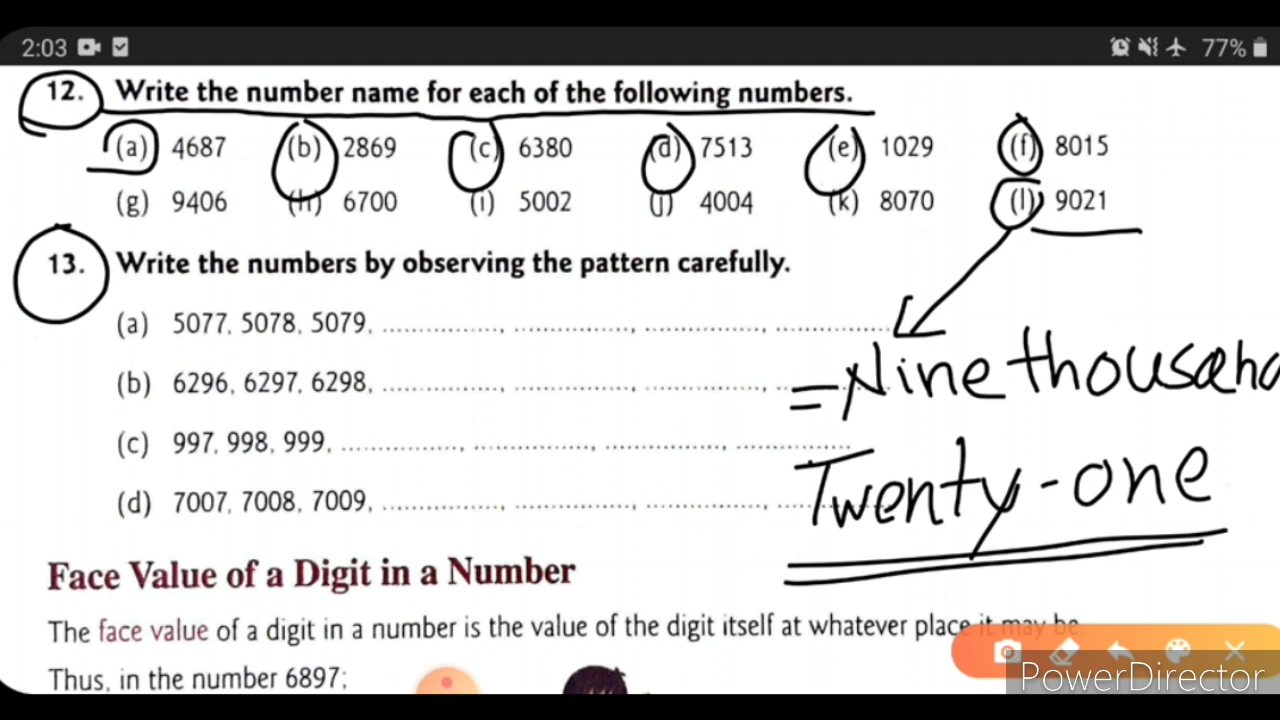 2:03 77%
12. Write the number name for each of the following numbers.
(a) 4687 (b) 2869 (c) 6380 (d) 7513 (e) 1029 (f) 8015
(g) 9406 (h) 6700 (i) 5002 (j) 4004 (k) 8070 (l) 9021
13. Write the numbers by observing the pattern carefully.
(a) 5077, 5078, 5079, ................., ................., ................., .................
(b) 6296, 6297, 6298, ................., ................., ................., ..
= Nine thousand
(c) 997, 998, 999, ................., ................., ................., .................
Twenty-one
(d) 7007, 7008, 7009, ................., ................., ................., ......
Face Value of a Digit in a Number
The face value of a digit in a number is the value of the digit itself at whatever place it may be.
Thus, in the number 6897;
PowerDirector